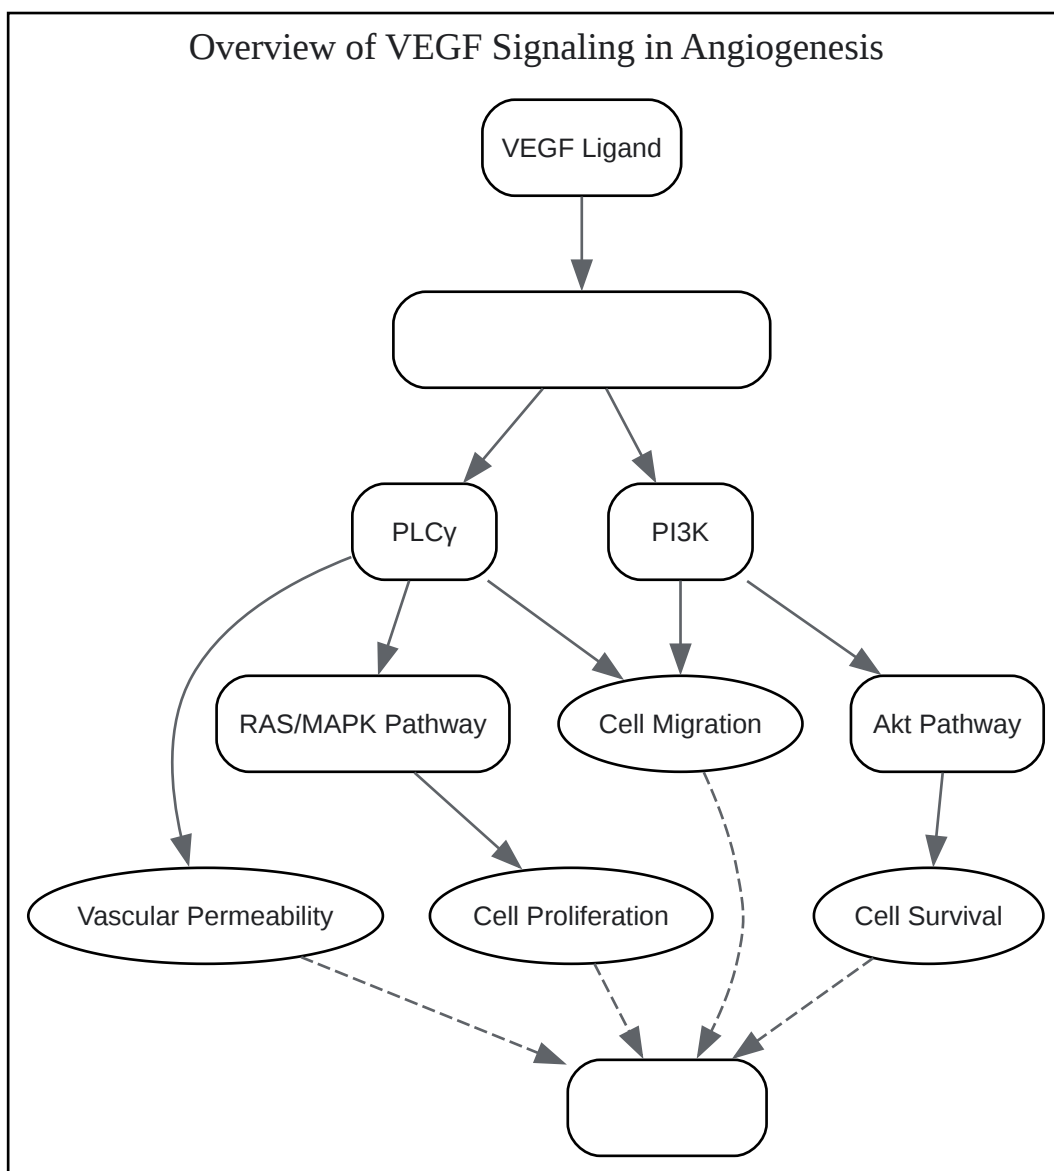 Overview of VEGF Signaling in Angiogenesis
VEGF Ligand
PLCγ
PI3K
RAS/MAPK Pathway
Cell Migration
Akt Pathway
Vascular Permeability
Cell Proliferation
Cell Survival